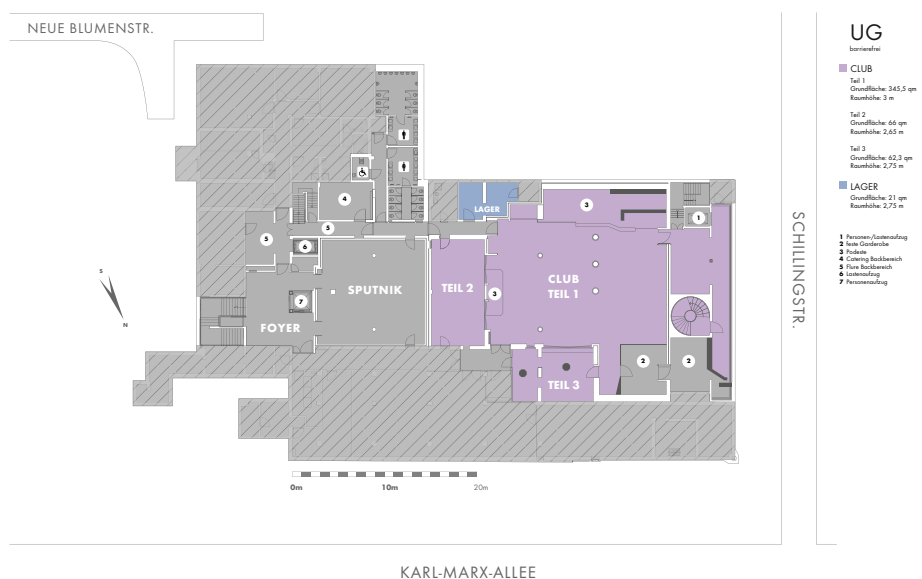 NEUE BLUMENSTR.
UG
barrierefrei
CLUB
Teil 1
Grundfläche: 345,5 qm
Raumhöhe: 3 m
Teil 2
Grundfläche: 66 qm
Raumhöhe: 2,65 m
Teil 3
Grundfläche: 62,3 qm
Raumhöhe: 2,75 m
LAGER
Grundfläche: 21 qm
Raumhöhe: 2,75 m
1 Personen-/Lastenaufzug
2 feste Garderobe
3 Podeste
4 Catering Backbereich
5 Flure Backbereich
6 Lastenaufzug
7 Personenaufzug
4
LAGER
3
1
5
5
6
SPUTNIK
TEIL 2
3
CLUB
TEIL 1
7
FOYER
2
2
TEIL 3
S
N
0m 10m 20m
SCHILLINGSTR.
KARL-MARX-ALLEE